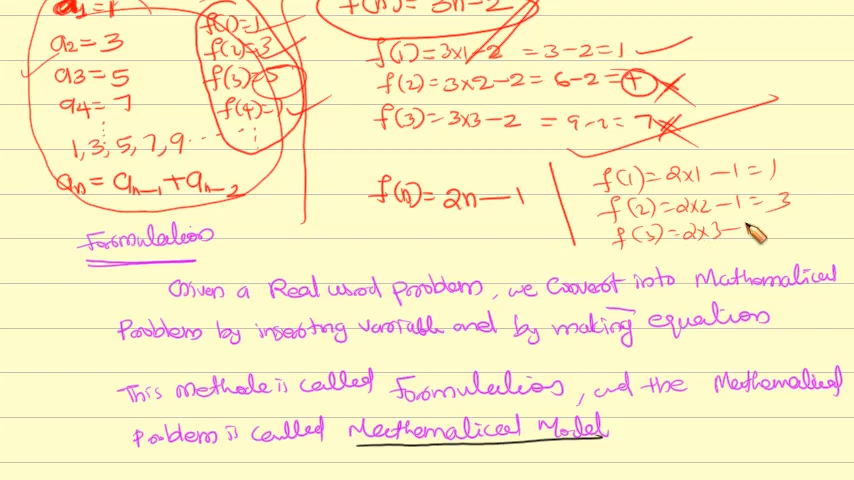 a1 = 1
a2 = 3
a3 = 5
a4 = 7
1, 3, 5, 7, 9 ......
an = an-1 + an-2
f(1)=1
f(2)=3
f(3)=5
f(4)=7
f(n) = 3n-2
f(1) = 3x1-2 = 3-2 = 1
f(2) = 3x2-2 = 6-2 = 4
f(3) = 3x3-2 = 9-2 = 7
f(n) = 2n-1
f(1) = 2x1-1 = 1
f(2) = 2x2-1 = 3
f(3) = 2x3-
Formulation
Given a Real word problem, we convert into Mathematical
Problem by inserting variable and by making equation
This Methode is called Formulation, and the Mathematical
Problem is called Mathematical Model